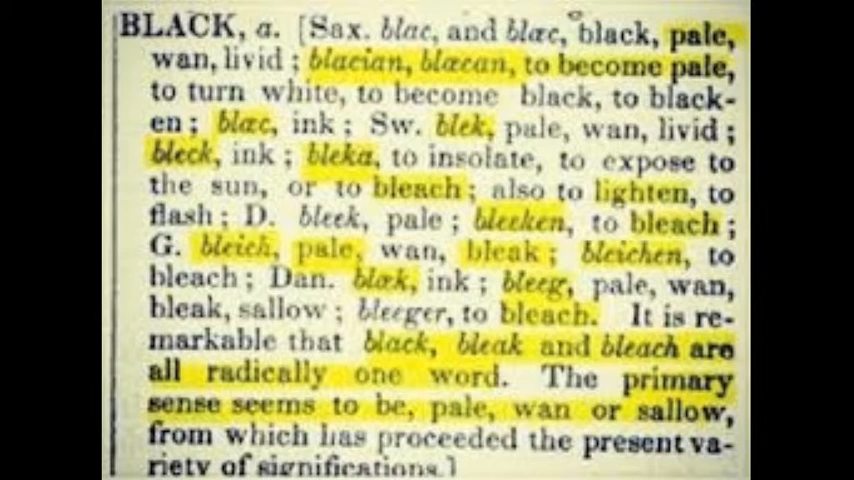 BLACK, a. [Sax. blac, and blæc, black, pale,
wan, livid; blacian, blæcan, to become pale,
to turn white, to become black, to black-
en; blæc, ink; Sw. blek, pale, wan, livid;
bleck, ink; bleka, to insolate, to expose to
the sun, or to bleach; also to lighten, to
flash; D. bleek, pale; bleeken, to bleach;
G. bleich, pale, wan, bleak; bleichen, to
bleach; Dan. blæk, ink; bleeg, pale, wan,
bleak, sallow; bleeger, to bleach. It is re-
markable that black, bleak and bleach are
all radically one word. The primary
sense seems to be, pale, wan or sallow,
from which has proceeded the present va-
riety of significations.]